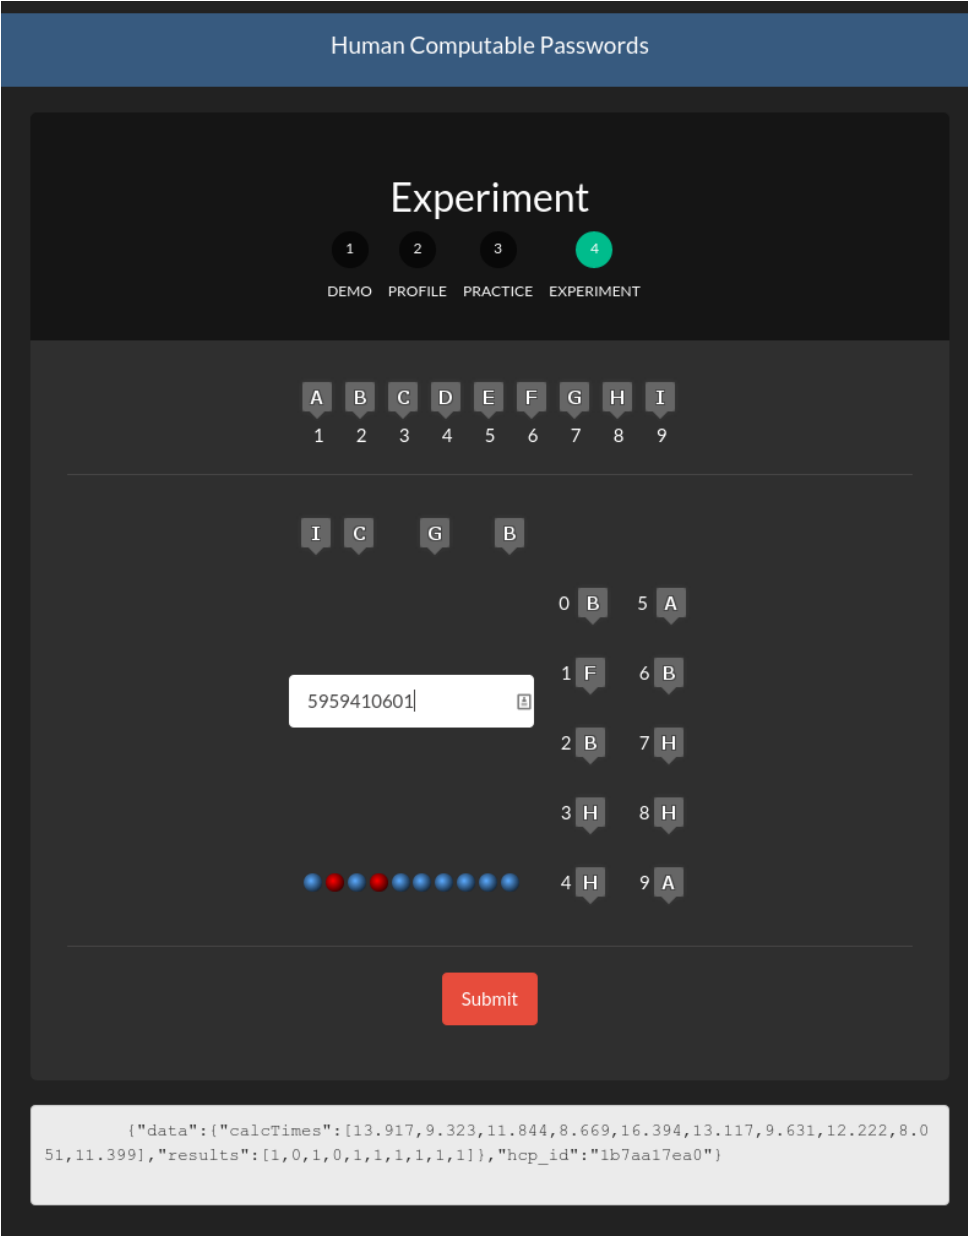 Human Computable Passwords
Experiment
1 2 3 4
DEMO PROFILE PRACTICE EXPERIMENT
A B C D E F G H I
1 2 3 4 5 6 7 8 9
I C G B
0 B 5 A
1 F 6 B
5959410601
2 B 7 H
3 H 8 H
4 H 9 A
Submit
{"data":{"calcTimes":[13.917,9.323,11.844,8.669,16.394,13.117,9.631,12.222,8.0
51,11.399],"results":[1,0,1,0,1,1,1,1,1,1]},"hcp_id":"1b7aa17ea0"}